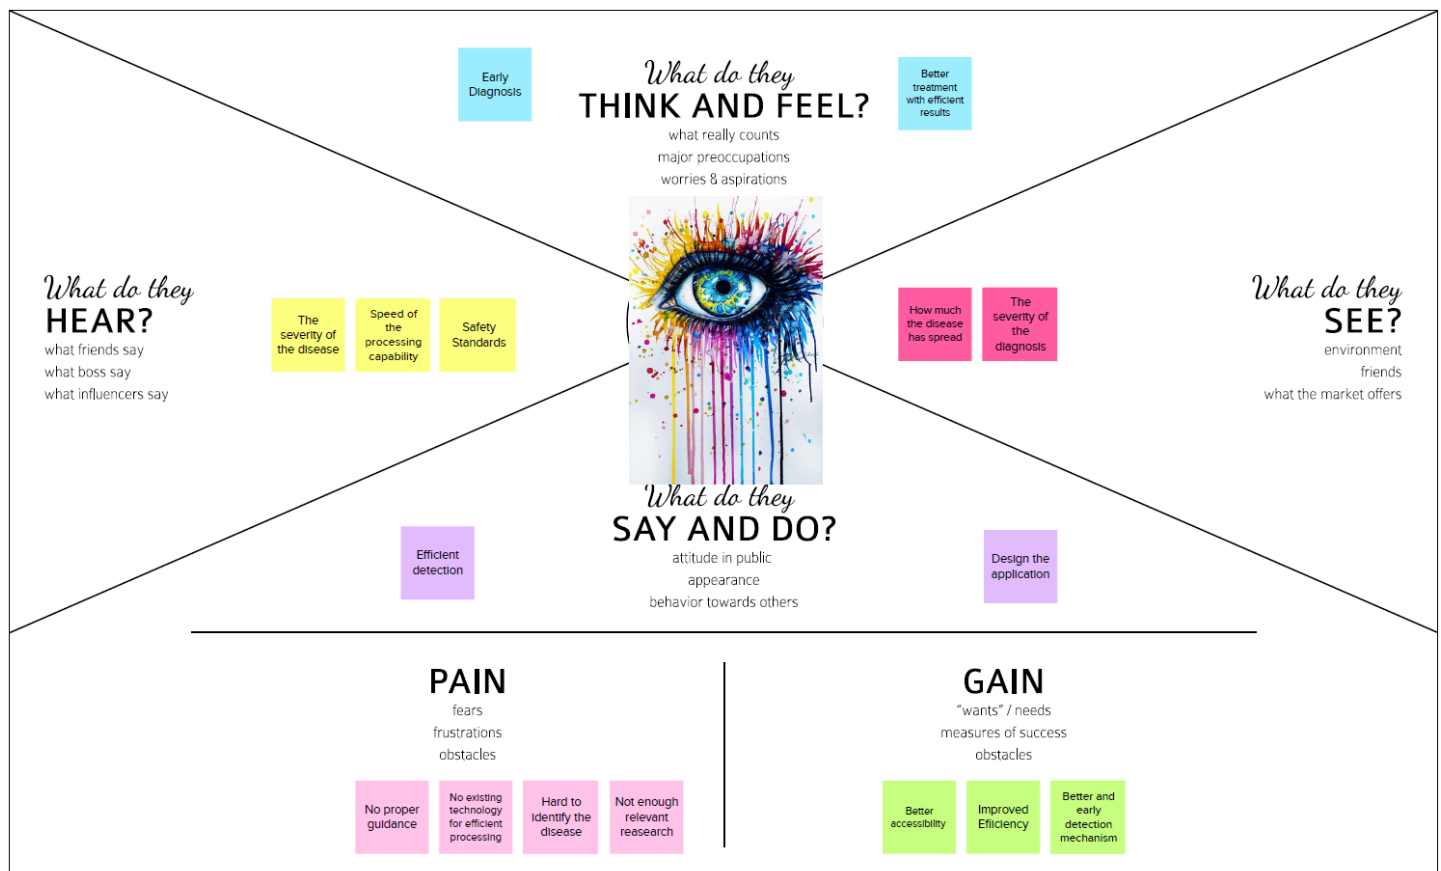 Early
Diagnosis
What do they
THINK AND FEEL?
what really counts
major preoccupations
worries & aspirations
Better
treatment
with efficient
results
What do they
HEAR?
what friends say
what boss say
what influencers say
The
severity of
the disease
Speed of
the
processing
capability
Safety
Standards
How much
the disease
has spread
The
severity of
the
diagnosis
What do they
SEE?
environment
friends
what the market offers
What do they
SAY AND DO?
attitude in public
appearance
behavior towards others
Efficient
detection
Design the
application
PAIN
fears
frustrations
obstacles
No proper
guidance
No existing
technology
for efficient
processing
Hard to
identify the
disease
Not enough
relevant
reasearch
GAIN
"wants" / needs
measures of success
obstacles
Better
accessibility
Improved
Eficiency
Better and
early
detection
mechanism